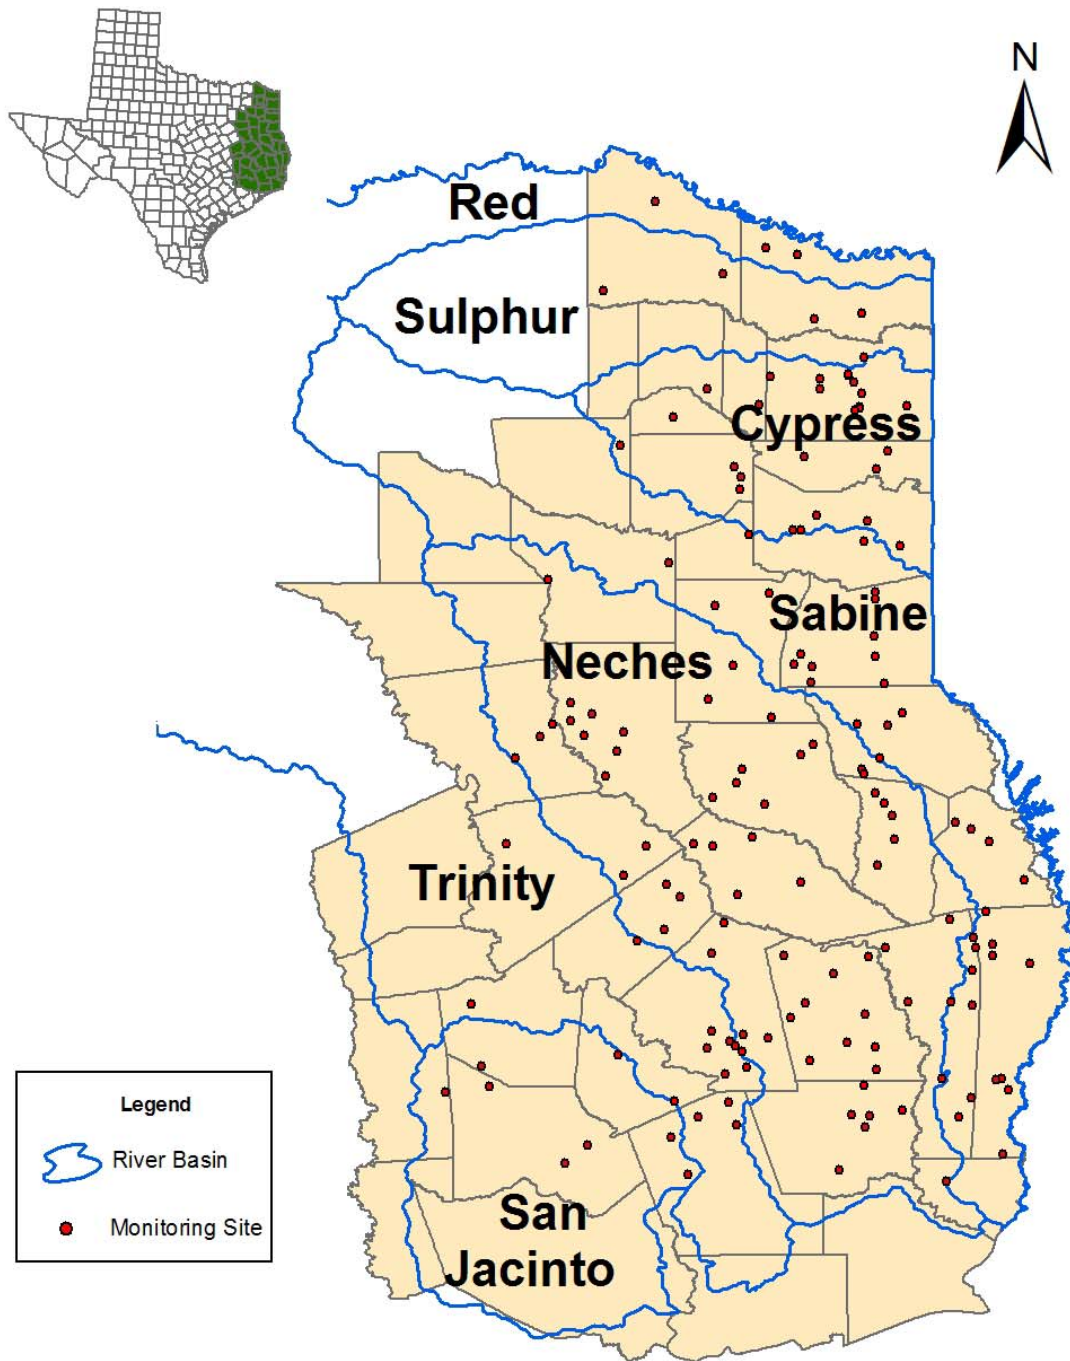 N
Red
Sulphur
Cypress
Sabine
Neches
Trinity
San
Jacinto
Legend
River Basin
Monitoring Site